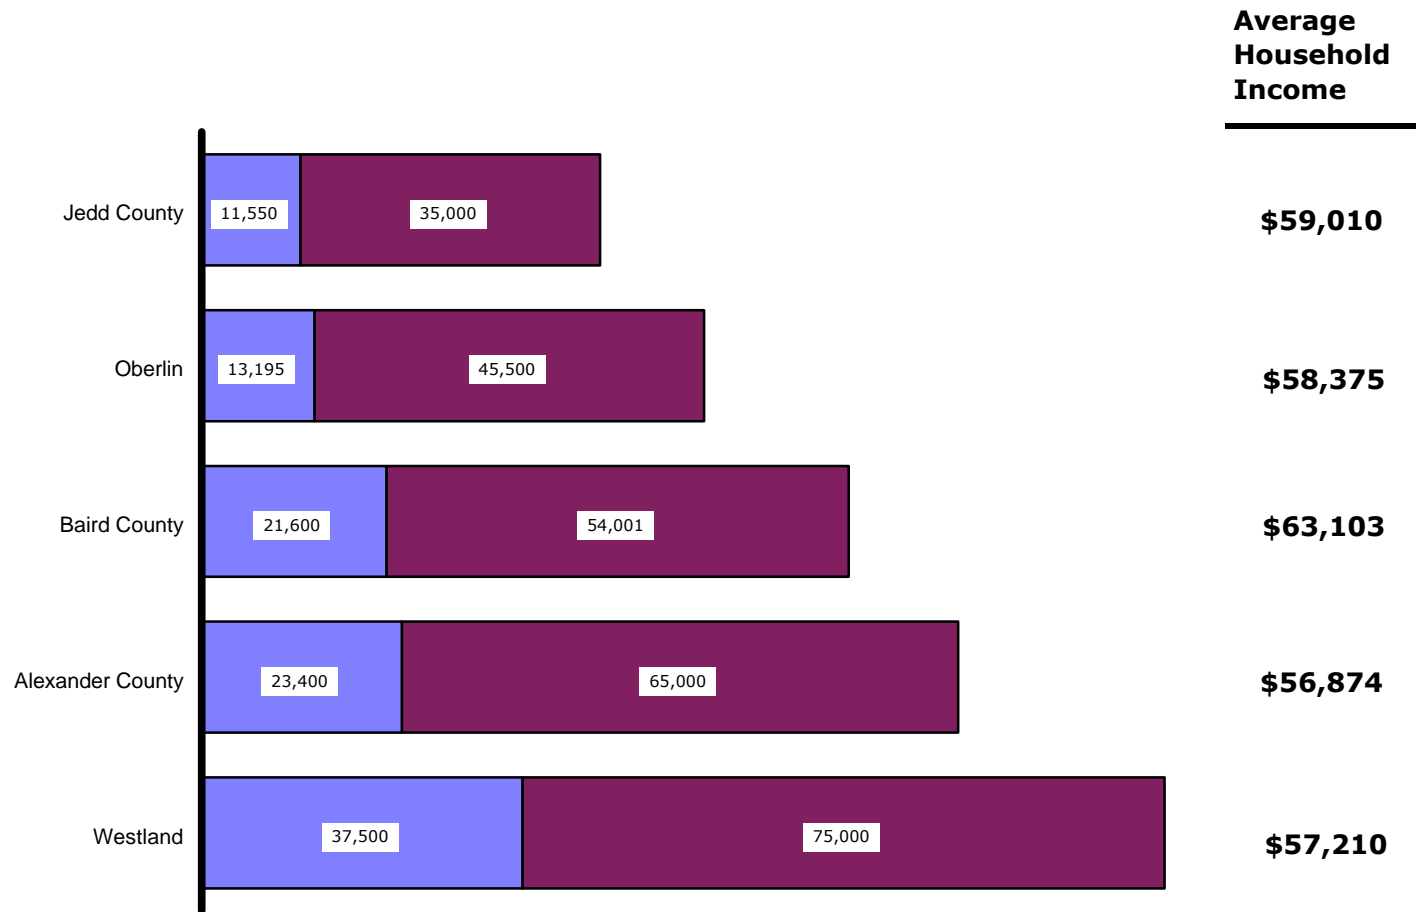 Average
Household
Income
Jedd County 11,550 35,000 $59,010
Oberlin 13,195 45,500 $58,375
Baird County 21,600 54,001 $63,103
Alexander County 23,400 65,000 $56,874
Westland 37,500 75,000 $57,210